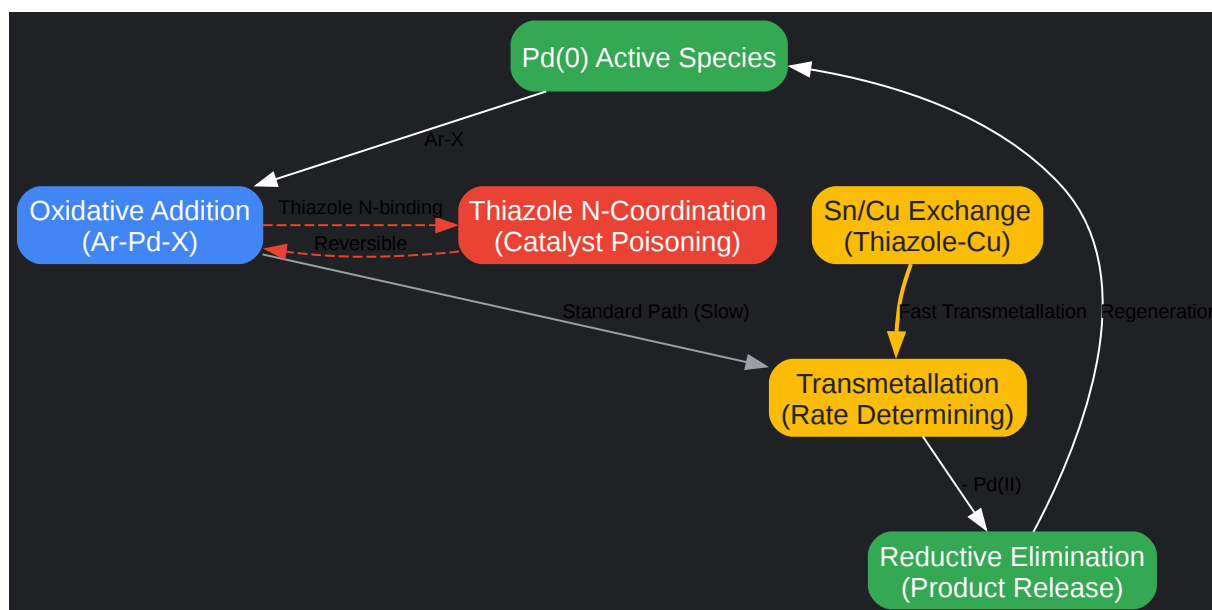 Pd(0) Active Species
Ar-X
Oxidative Addition
(Ar-Pd-X)
Thiazole N-binding
Reversible
Thiazole N-Coordination
(Catalyst Poisoning)
Sn/Cu Exchange
(Thiazole-Cu)
Standard Path (Slow)
Fast Transmetallation
Regeneration
Transmetallation
(Rate Determining)
- Pd(II)
Reductive Elimination
(Product Release)